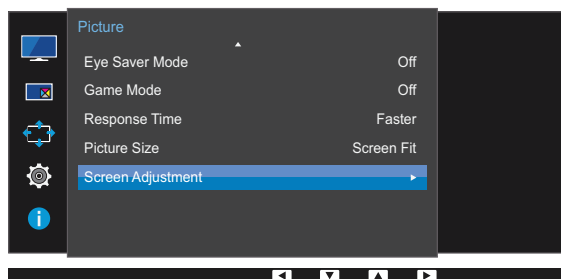 Picture
Eye Saver Mode Off
Game Mode Off
Response Time Faster
Picture Size Screen Fit
Screen Adjustment